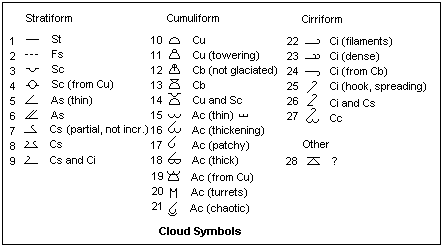 Stratiform
1 St
2 Fs
3 Sc
4 Sc (from Cu)
5 As (thin)
6 As
7 Cs (partial, not incr.)
8 Cs
9 Cs and Ci
Cumuliform
10 Cu
11 Cu (towering)
12 Cb (not glaciated)
13 Cb
14 Cu and Sc
15 Ac (thin)
16 Ac (thickening)
17 Ac (patchy)
18 Ac (thick)
19 Ac (from Cu)
20 Ac (turrets)
21 Ac (chaotic)
Cirriform
22 Ci (filaments)
23 Ci (dense)
24 Ci (from Cb)
25 Ci (hook, spreading)
26 Ci and Cs
27 Cc
Other
28 ?
Cloud Symbols